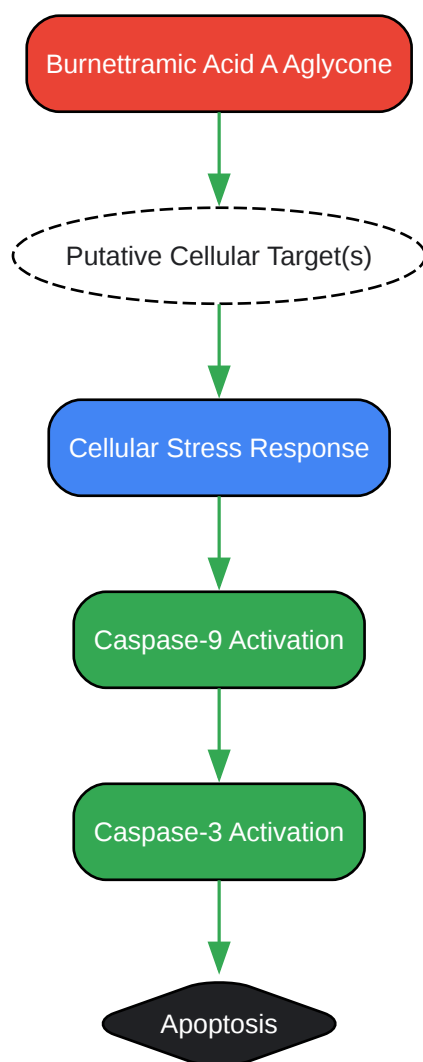 Burnettramic Acid A Aglycone
Putative Cellular Target(s)
Cellular Stress Response
Caspase-9 Activation
Caspase-3 Activation
Apoptosis